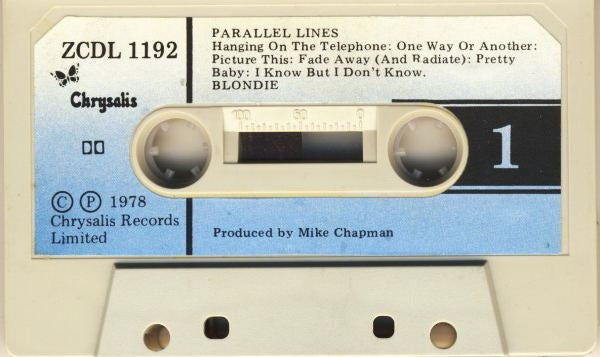 ZCDL 1192
Chrysalis
PARALLEL LINES
Hanging On The Telephone: One Way Or Another:
Picture This: Fade Away (And Radiate): Pretty
Baby: I Know But I Don't Know.
BLONDIE
100 50 0
1
© ℗ 1978
Chrysalis Records
Limited
Produced by Mike Chapman